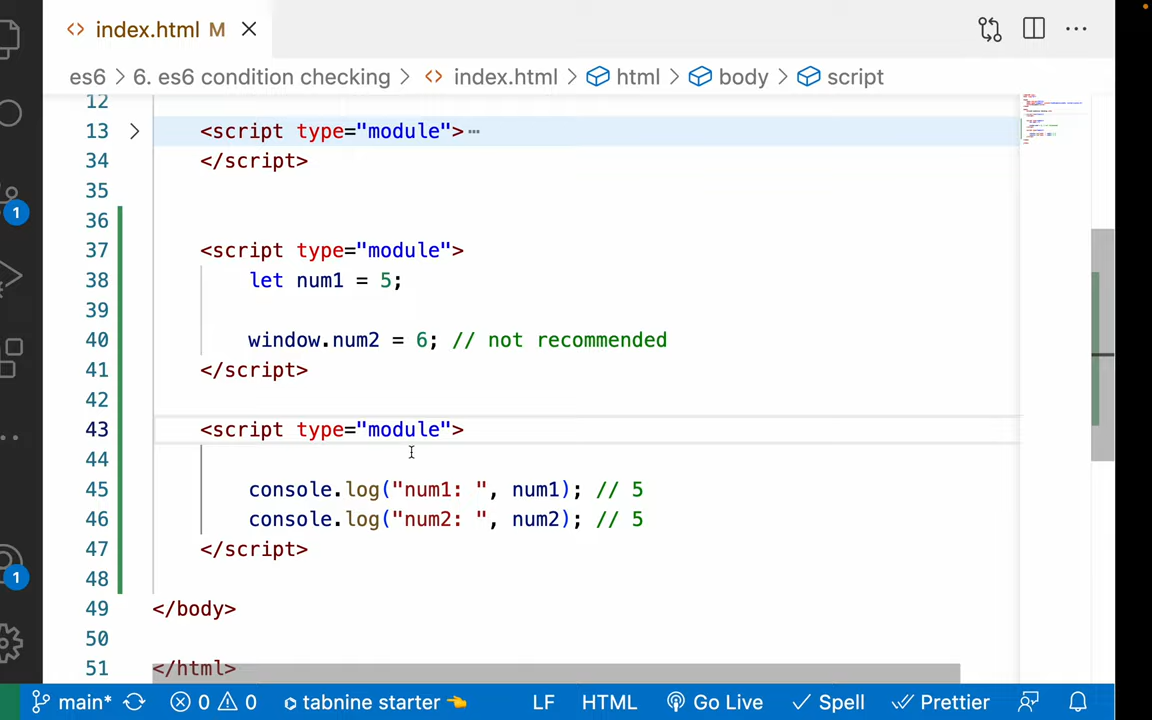 index.html M
es6 > 6. es6 condition checking > index.html > html > body > script
12
13 <script type="module">⋯
34 </script>
35
36
37 <script type="module">
38 let num1 = 5;
39
40 window.num2 = 6; // not recommended
41 </script>
42
43 <script type="module">
44
45 console.log("num1: ", num1); // 5
46 console.log("num2: ", num2); // 5
47 </script>
48
49 </body>
50
51 </html>
1
1
main* 0 0 tabnine starter 👈 LF HTML Go Live Spell Prettier